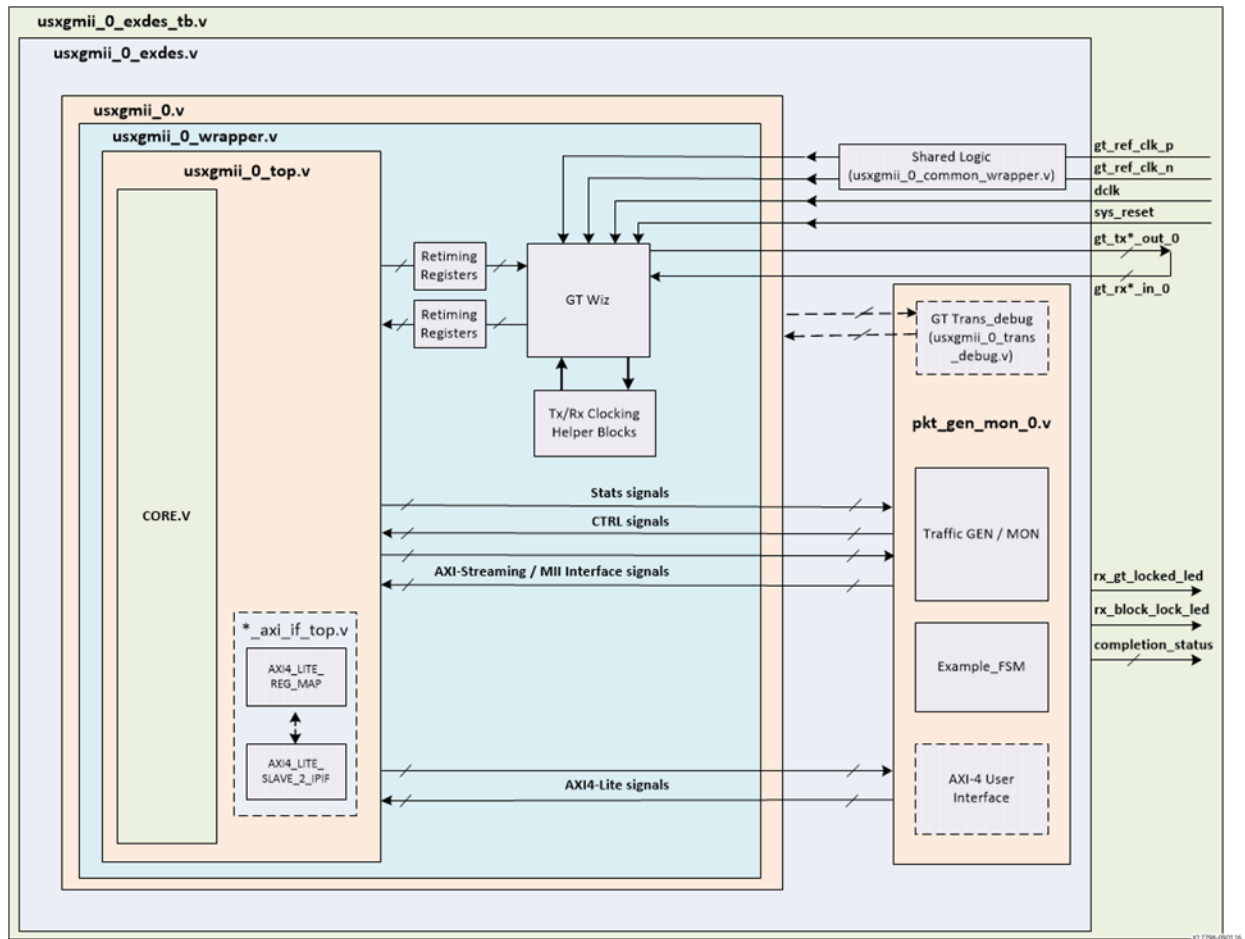 usxgmii_0_exdes_tb.v
usxgmii_0_exdes.v
usxgmii_0.v
usxgmii_0_wrapper.v
usxgmii_0_top.v
CORE.V
*_axi_if_top.v
AXI4_LITE_
REG_MAP
AXI4_LITE_
SLAVE_2_IPIF
Retiming
Registers
Retiming
Registers
GT Wiz
Tx/Rx Clocking
Helper Blocks
Shared Logic
(usxgmii_0_common_wrapper.v)
gt_ref_clk_p
gt_ref_clk_n
dclk
sys_reset
gt_tx*_out_0
gt_rx*_in_0
GT Trans_debug
(usxgmii_0_trans
_debug.v)
pkt_gen_mon_0.v
Stats signals
CTRL signals
AXI-Streaming / MII Interface signals
AXI4-Lite signals
Traffic GEN / MON
Example_FSM
AXI-4 User
Interface
rx_gt_locked_led
rx_block_lock_led
completion_status